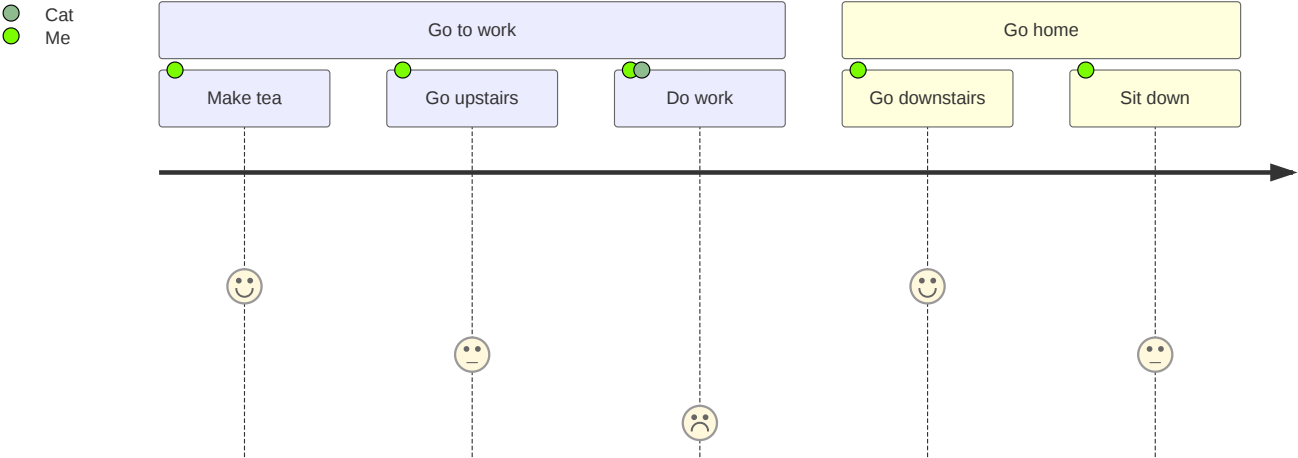 Cat
Me
Go to work
Go home
Make tea
Go upstairs
Do work
Go downstairs
Sit down